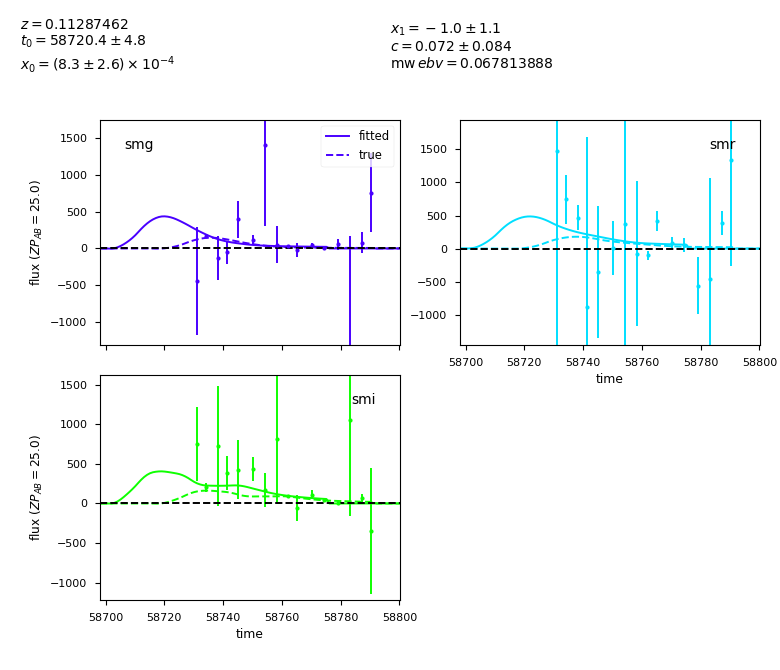 z = 0.11287462
t₀ = 58720.4 ± 4.8
x₀ = (8.3 ± 2.6) × 10⁻⁴
x₁ = −1.0 ± 1.1
c = 0.072 ± 0.084
mw ebv = 0.067813888
smg
fitted
true
1500
1000
500
0
−500
−1000
flux (ZP_AB = 25.0)
smr
1500
1000
500
0
−500
−1000
58700 58720 58740 58760 58780 58800
time
smi
1500
1000
500
0
−500
−1000
flux (ZP_AB = 25.0)
58700 58720 58740 58760 58780 58800
time